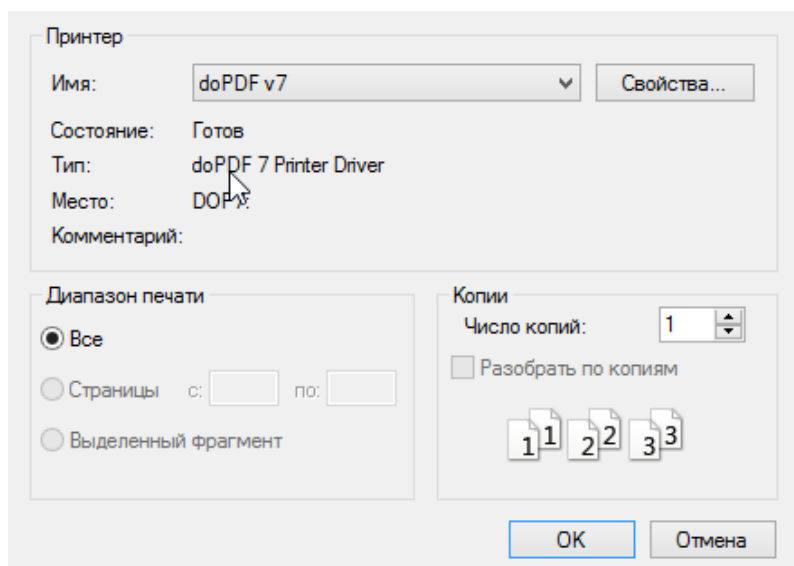 Принтер
Имя: doPDF v7 Свойства...
Состояние: Готов
Тип: doPDF 7 Printer Driver
Место:
Комментарий:
Диапазон печати
Все
Страницы с: по:
Выделенный фрагмент
Копии
Число копий: 1
Разобрать по копиям
1 1 2 2 3 3
OK Отмена